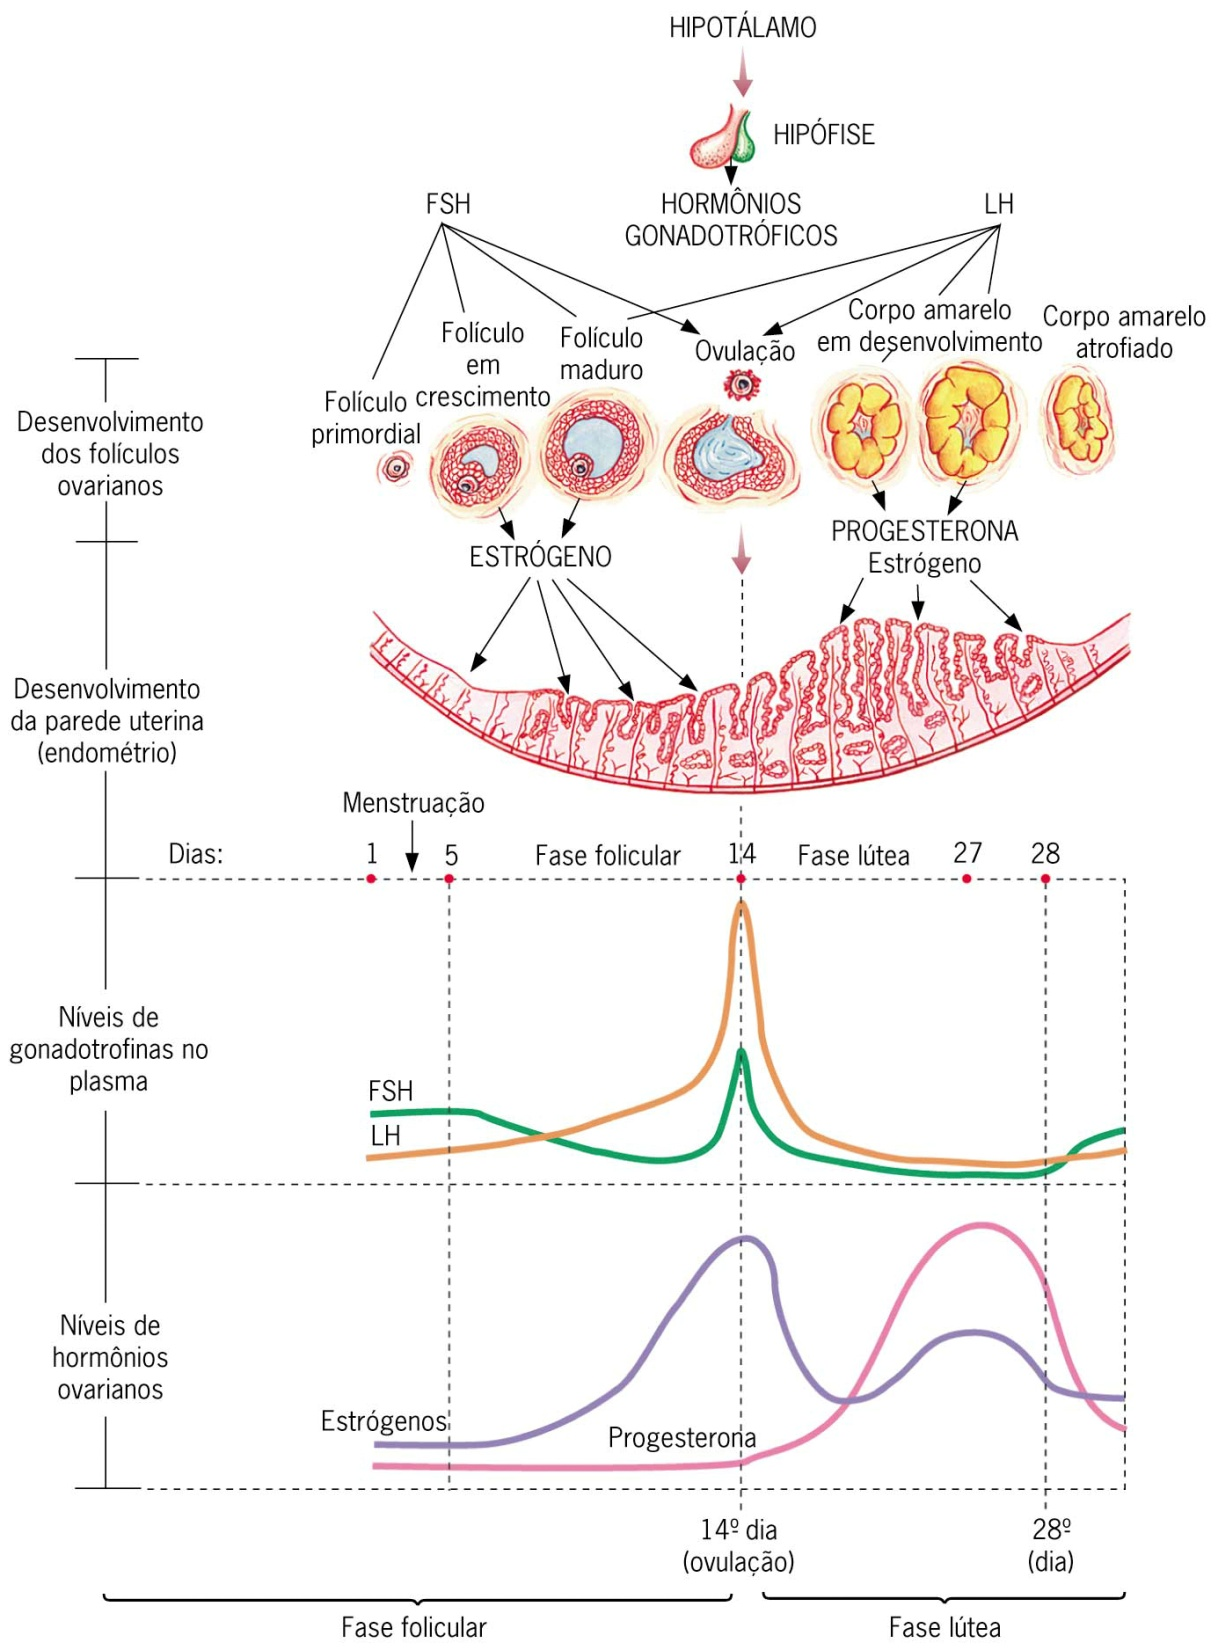 HIPOTÁLAMO
HIPÓFISE
FSH
HORMÔNIOS
GONADOTRÓFICOS
LH
Folículo
primordial
Folículo
em
crescimento
Folículo
maduro
Ovulação
Corpo amarelo
em desenvolvimento
Corpo amarelo
atrofiado
Desenvolvimento
dos folículos
ovarianos
ESTRÓGENO
PROGESTERONA
Estrógeno
Desenvolvimento
da parede uterina
(endométrio)
Menstruação
Dias: 1 5 Fase folicular 14 Fase lútea 27 28
Níveis de
gonadotrofinas no
plasma
FSH
LH
Níveis de
hormônios
ovarianos
Estrógenos
Progesterona
14º dia
(ovulação)
28º
(dia)
Fase folicular
Fase lútea